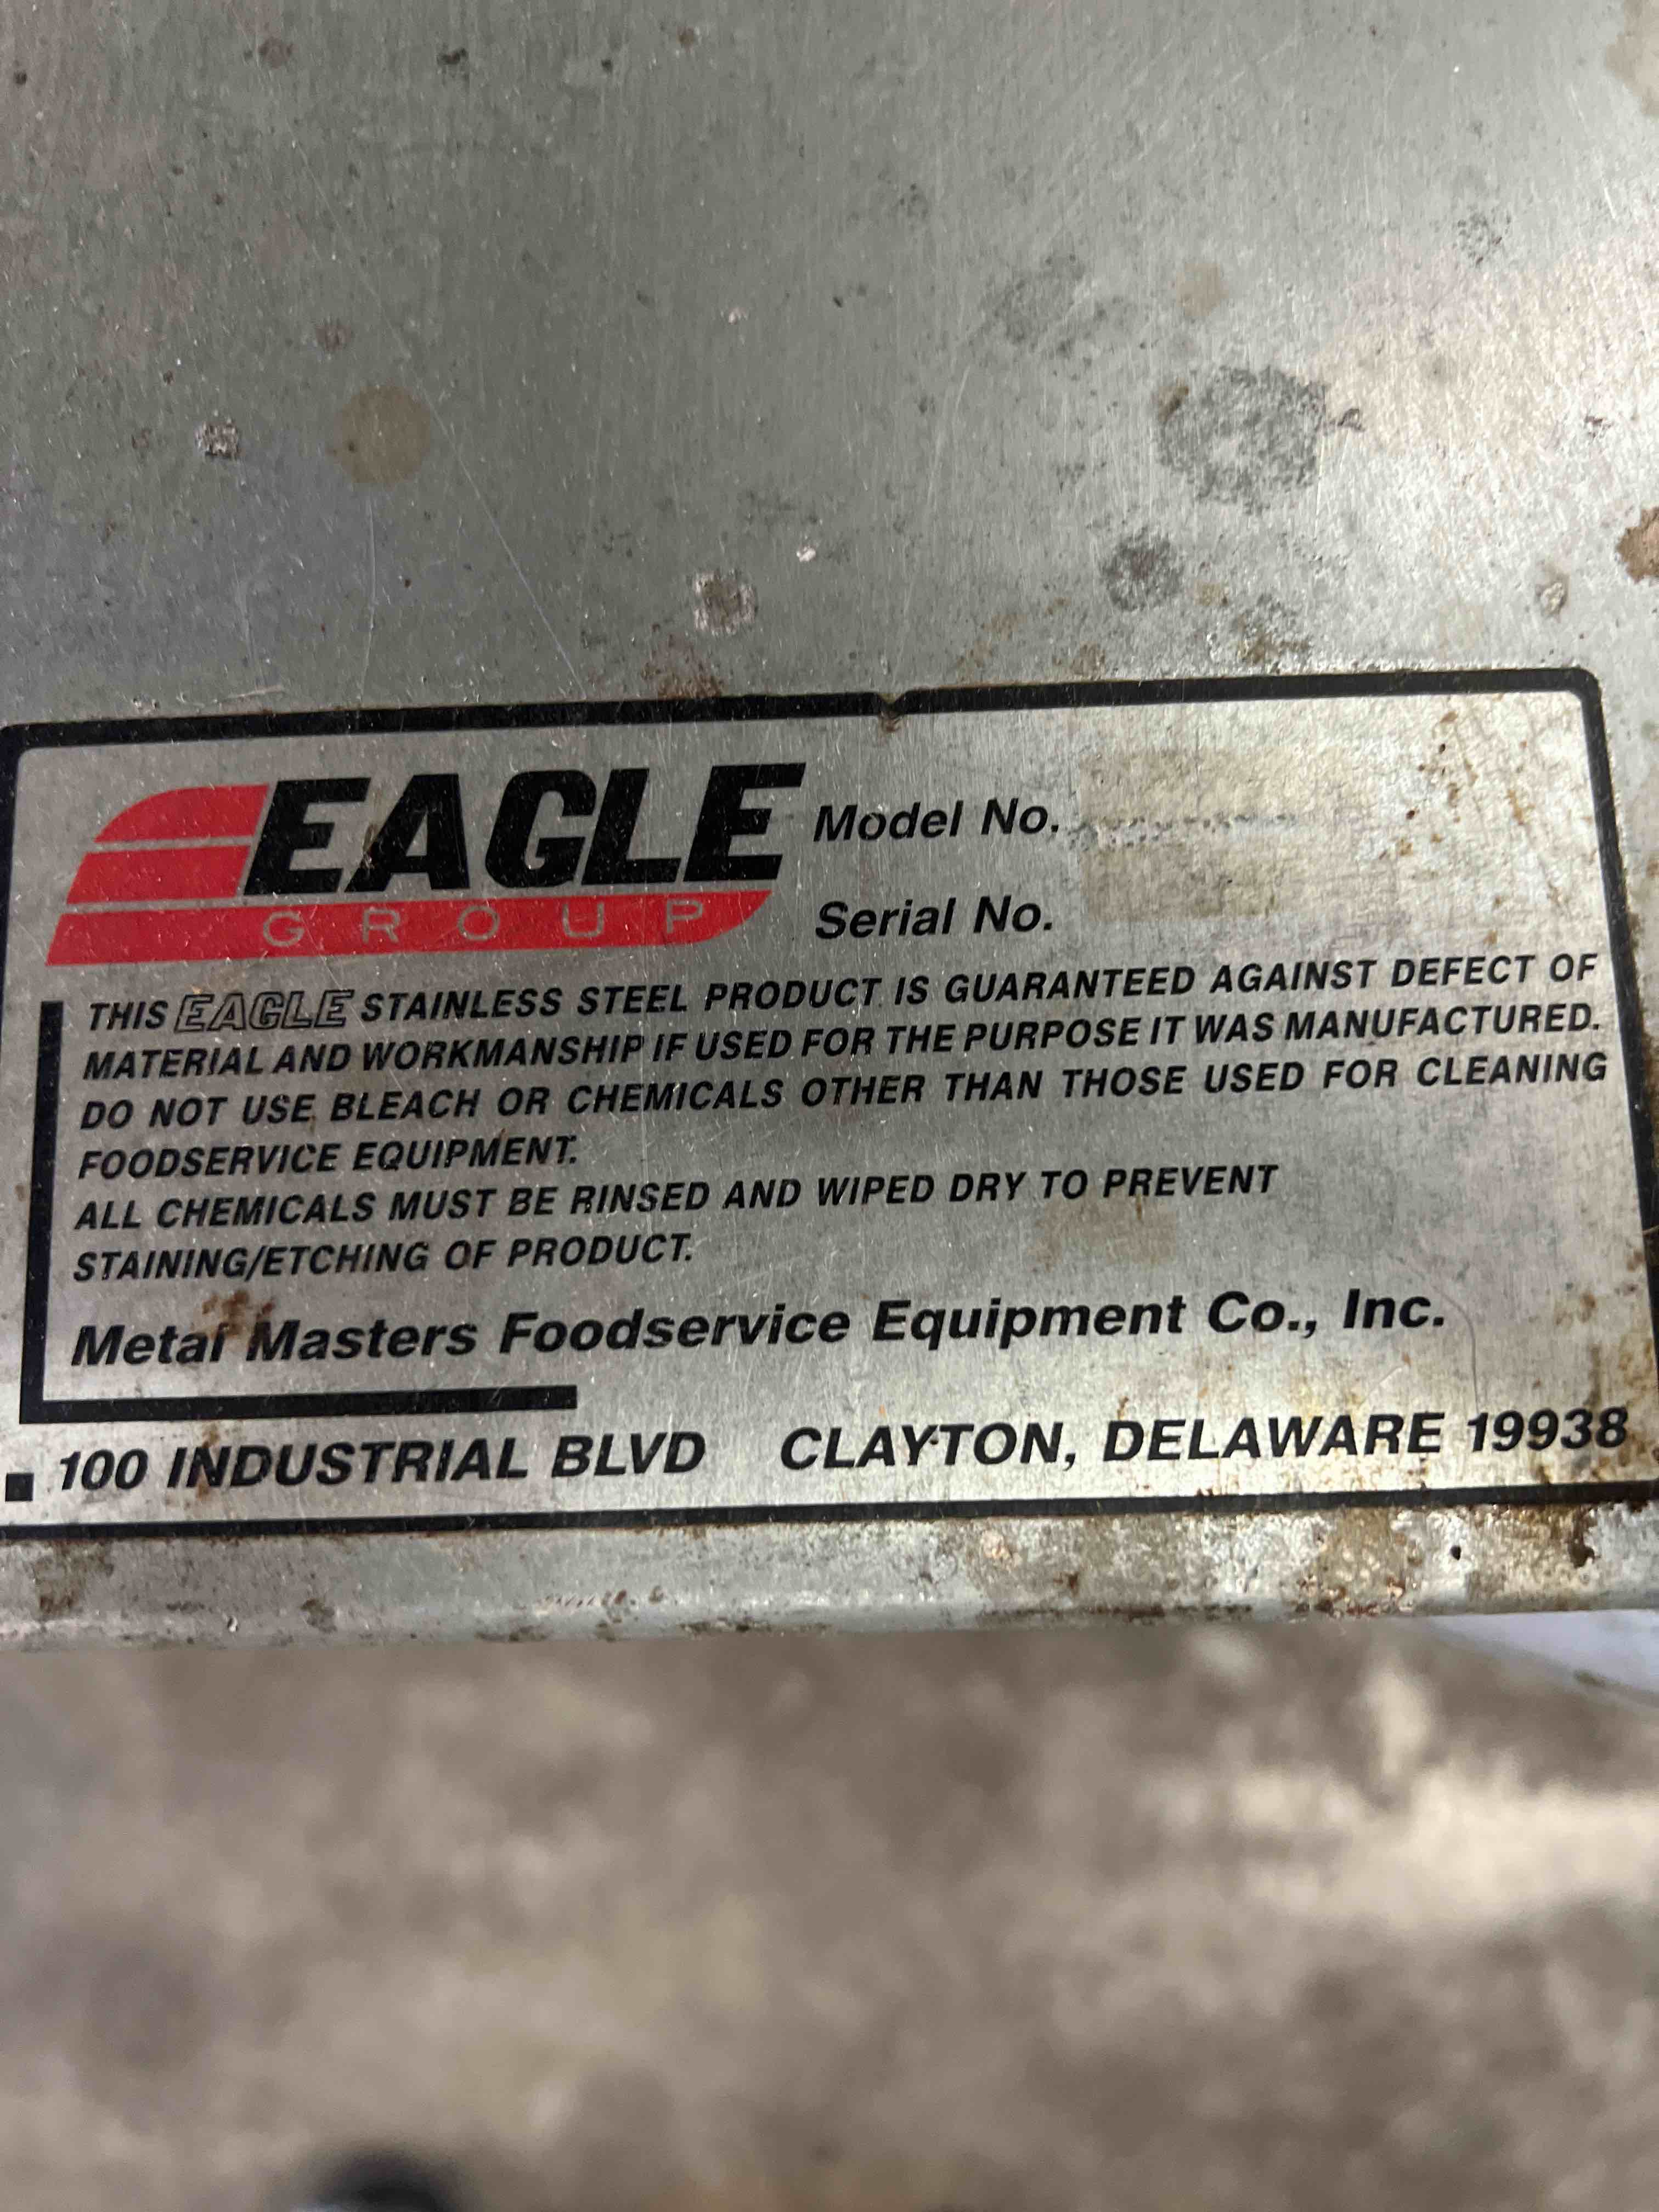 EAGLE
GROUP
Model No.
Serial No.
THIS EAGLE STAINLESS STEEL PRODUCT IS GUARANTEED AGAINST DEFECT OF
MATERIAL AND WORKMANSHIP IF USED FOR THE PURPOSE IT WAS MANUFACTURED.
DO NOT USE BLEACH OR CHEMICALS OTHER THAN THOSE USED FOR CLEANING
FOODSERVICE EQUIPMENT.
ALL CHEMICALS MUST BE RINSED AND WIPED DRY TO PREVENT
STAINING/ETCHING OF PRODUCT.
Metal Masters Foodservice Equipment Co., Inc.
100 INDUSTRIAL BLVD CLAYTON, DELAWARE 19938